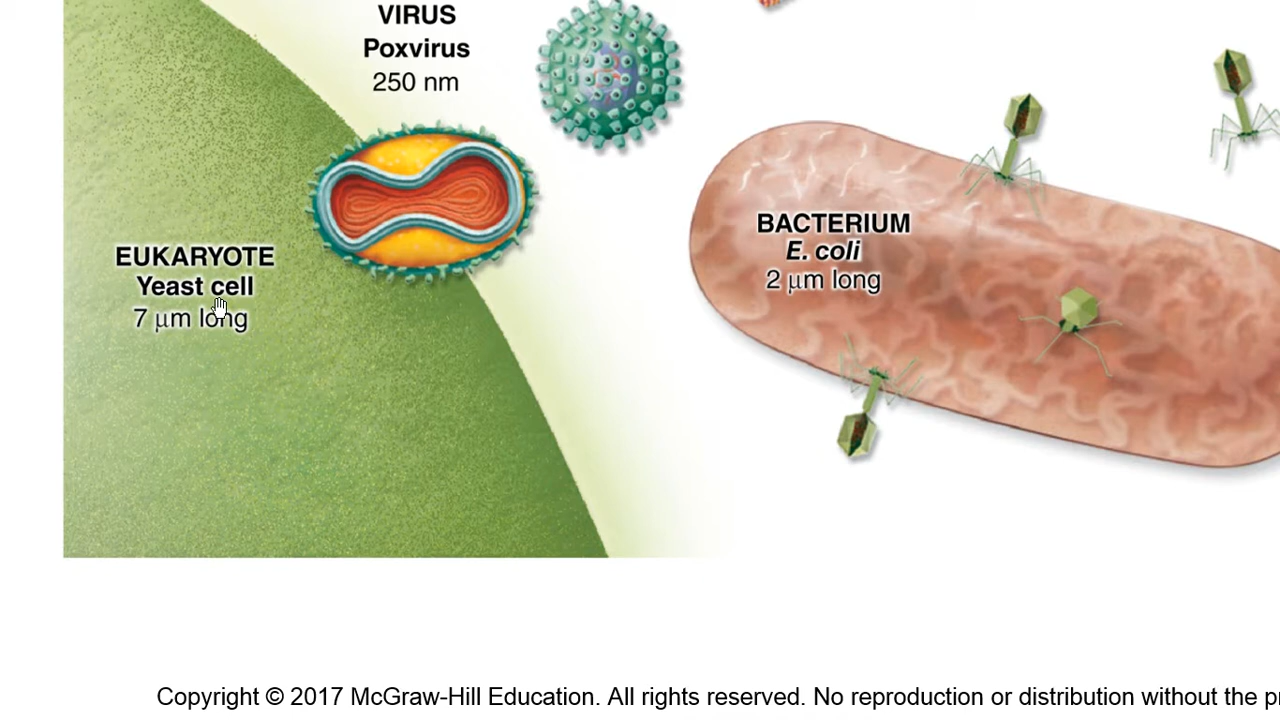 VIRUS
Poxvirus
250 nm
EUKARYOTE
Yeast cell
7 μm long
BACTERIUM
E. coli
2 μm long
Copyright © 2017 McGraw-Hill Education. All rights reserved. No reproduction or distribution without the